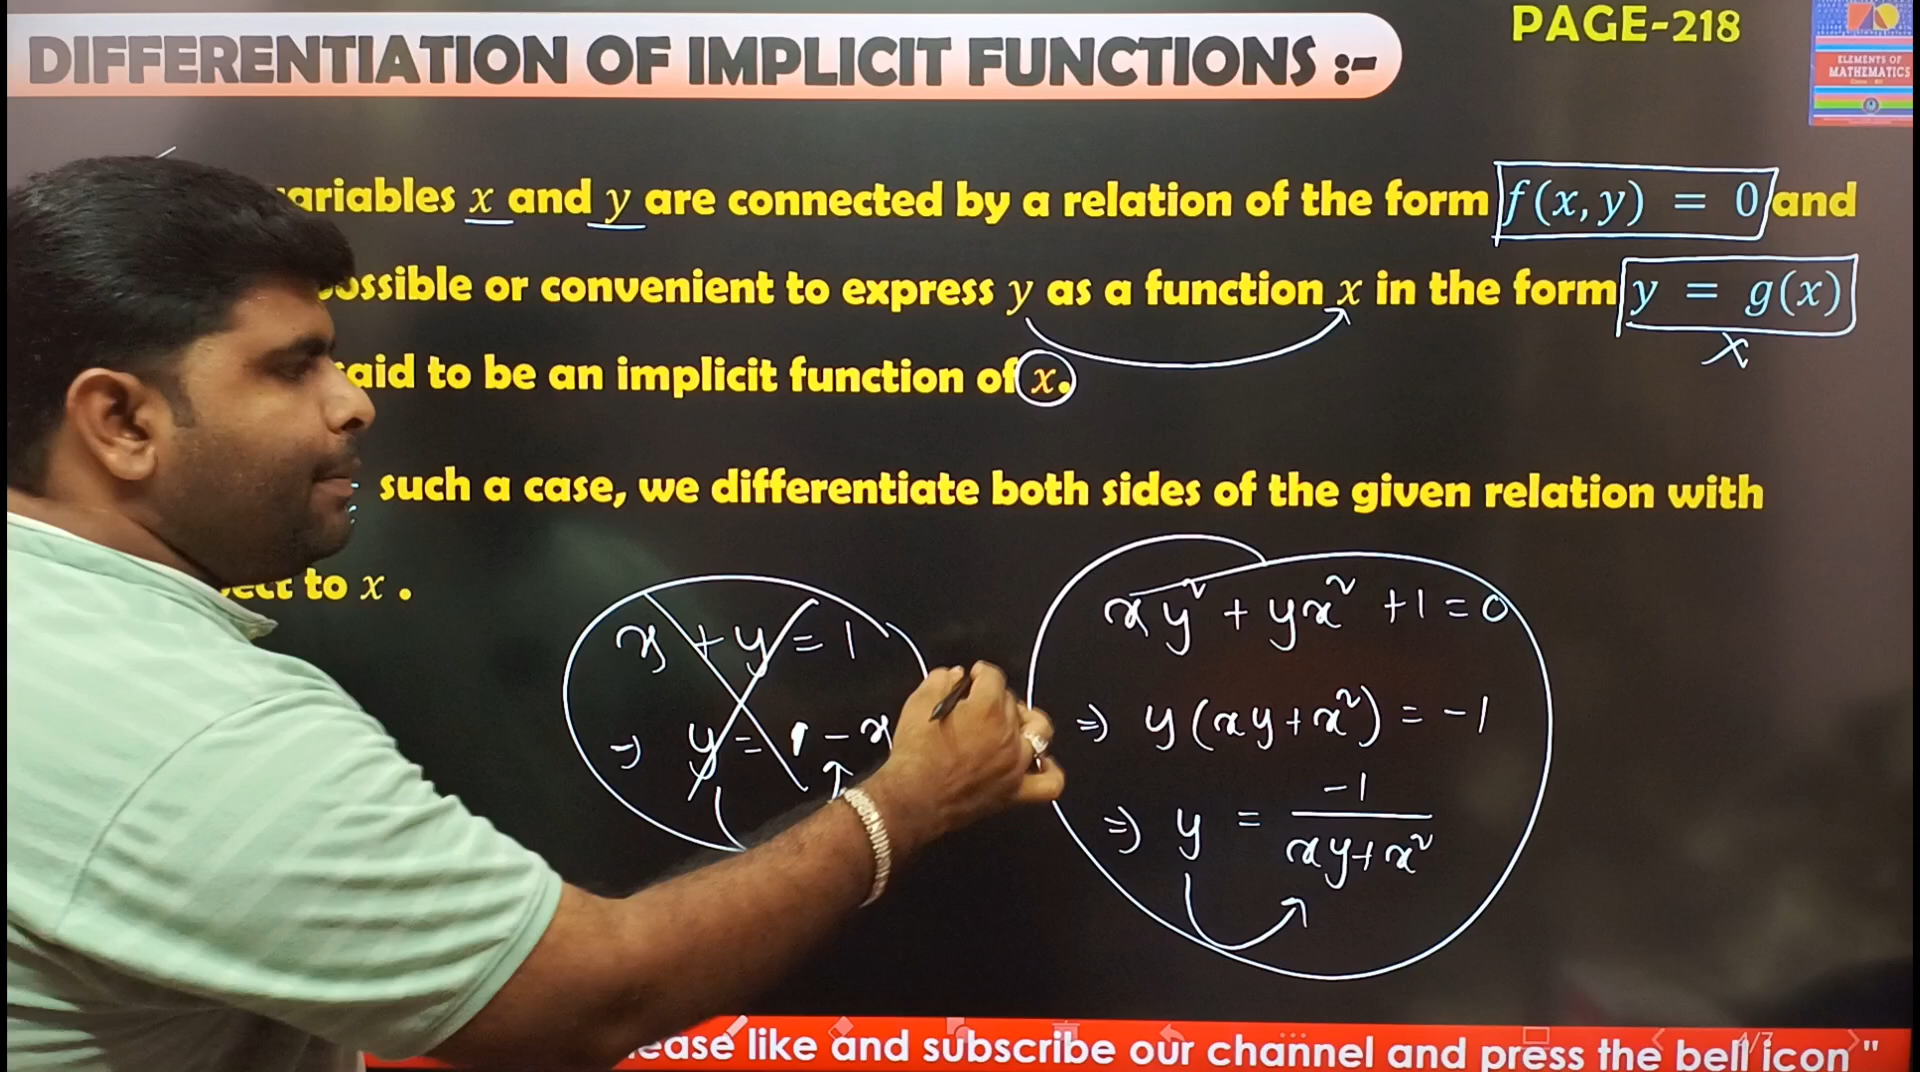 PAGE-218
DIFFERENTIATION OF IMPLICIT FUNCTIONS :-
ELEMENTS OF
MATHEMATICS
ariables x and y are connected by a relation of the form f(x, y) = 0 and
ossible or convenient to express y as a function x in the form y = g(x)
x
aid to be an implicit function of x.
such a case, we differentiate both sides of the given relation with
ect to x .
x + y = 1
⇒ y = 1 - x
xy² + yx² + 1 = 0
⇒ y(xy + x²) = -1
⇒ y = -1 / xy + x²
ease like and subscribe our channel and press the bell icon "
4/7